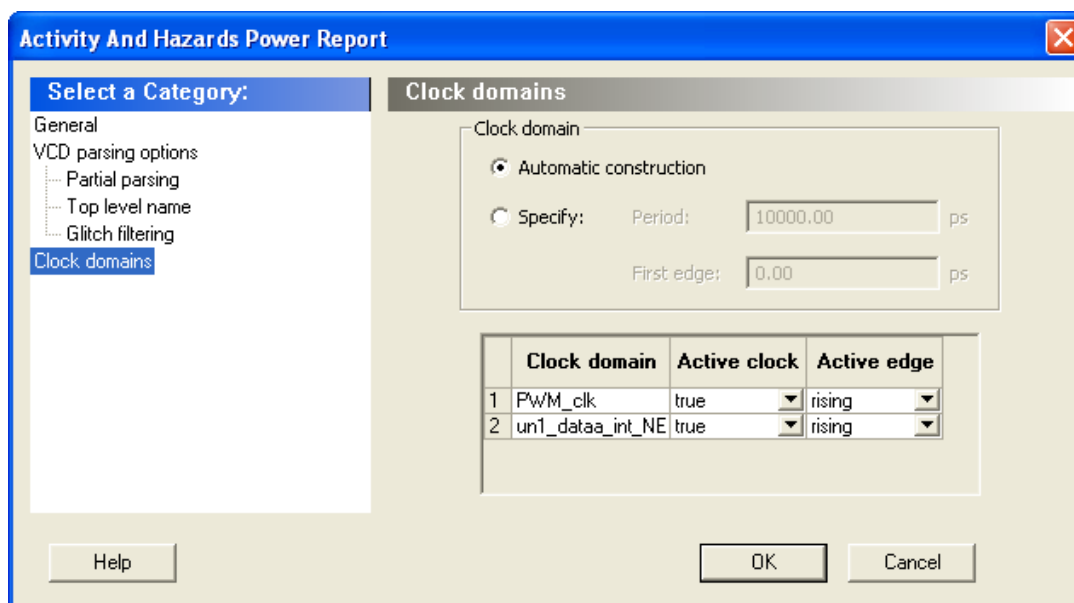 Activity And Hazards Power Report
Select a Category:
General
VCD parsing options
Partial parsing
Top level name
Glitch filtering
Clock domains
Clock domains
Clock domain
Automatic construction
Specify: Period: 10000.00 ps
First edge: 0.00 ps
Clock domain Active clock Active edge
1 PWM_clk true rising
2 un1_dataa_int_NE true rising
Help OK Cancel